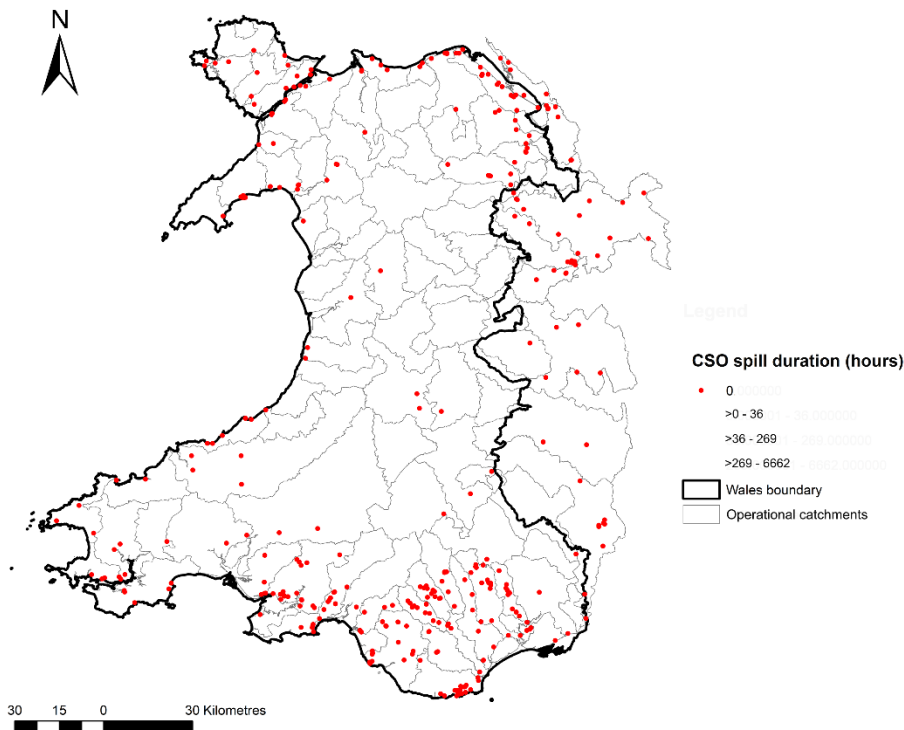 N
Legend
CSO spill duration (hours)
0
>0 - 36
>36 - 269
>269 - 6662
Wales boundary
Operational catchments
30 15 0 30 Kilometres